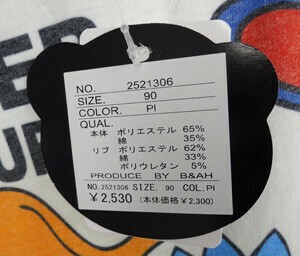 NO. 2521306
SIZE. 90
COLOR. PI
QUAL.
本体 ポリエステル 65%
綿 35%
リブ ポリエステル 62%
綿 33%
ポリウレタン 5%
PRODUCE BY B&AH
NO.2521306 SIZE. 90 COL.PI
¥2,530 (本体価格 ¥2,300)